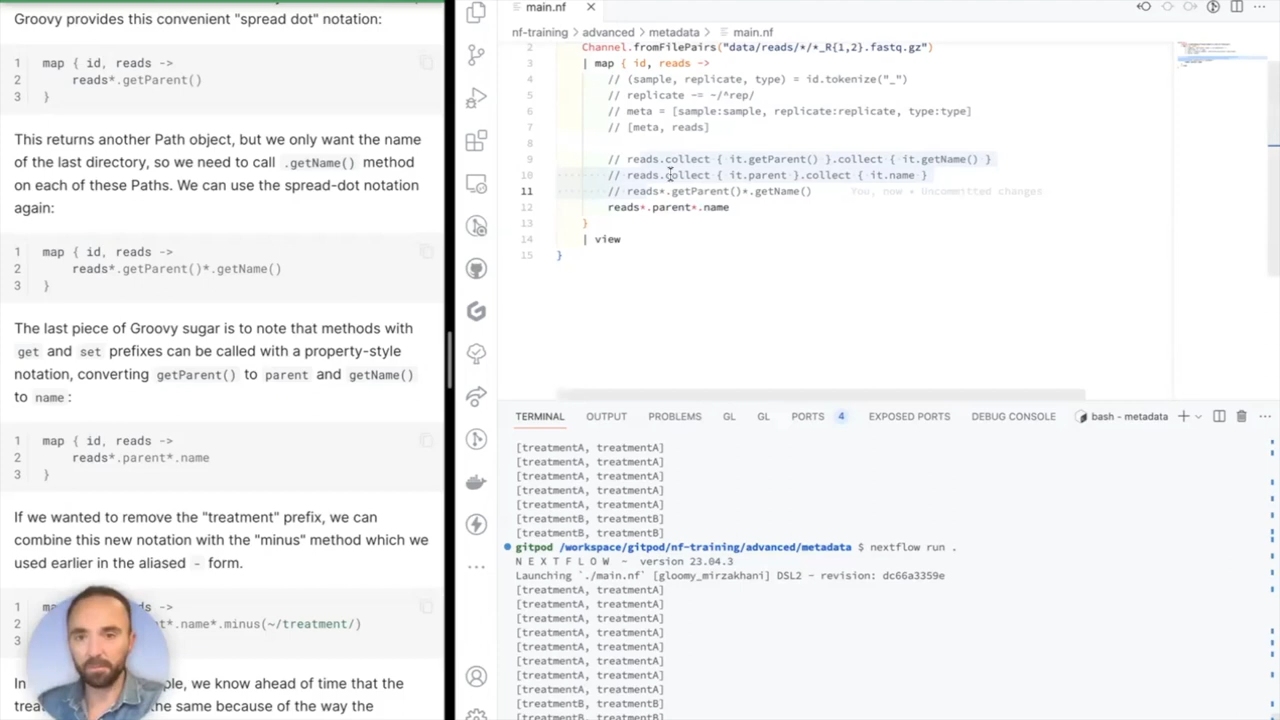 Groovy provides this convenient "spread dot" notation:
1 map { id, reads ->
2 reads*.getParent()
3 }
This returns another Path object, but we only want the name
of the last directory, so we need to call .getName() method
on each of these Paths. We can use the spread-dot notation
again:
1 map { id, reads ->
2 reads*.getParent()*.getName()
3 }
The last piece of Groovy sugar is to note that methods with
get and set prefixes can be called with a property-style
notation, converting getParent() to parent and getName()
to name :
1 map { id, reads ->
2 reads*.parent*.name
3 }
If we wanted to remove the "treatment" prefix, we can
combine this new notation with the "minus" method which we
used earlier in the aliased - form.
1 ->
2 *.name*.minus(~/treatment/)
3
In
we know ahead of time that the
the same because of the way the
main.nf
nf-training > advanced > metadata > main.nf
2 Channel.fromFilePairs("data/reads/*/*_R{1,2}.fastq.gz")
3 | map { id, reads ->
4 // (sample, replicate, type) = id.tokenize("_")
5 // replicate -= ~/^rep/
6 // meta = [sample:sample, replicate:replicate, type:type]
7 // [meta, reads]
8
9 // reads.collect { it.getParent() }.collect { it.getName() }
10 // reads.collect { it.parent }.collect { it.name }
11 // reads*.getParent()*.getName() You, now • Uncommitted changes
12 reads*.parent*.name
13 }
14 | view
15 }
TERMINAL OUTPUT PROBLEMS GL GL PORTS 4 EXPOSED PORTS DEBUG CONSOLE bash - metadata
[treatmentA, treatmentA]
[treatmentA, treatmentA]
[treatmentA, treatmentA]
[treatmentA, treatmentA]
[treatmentA, treatmentA]
[treatmentB, treatmentB]
[treatmentB, treatmentB]
gitpod /workspace/gitpod/nf-training/advanced/metadata $ nextflow run .
N E X T F L O W ~ version 23.04.3
Launching `./main.nf` [gloomy_mirzakhani] DSL2 - revision: dc66a3359e
[treatmentA, treatmentA]
[treatmentA, treatmentA]
[treatmentA, treatmentA]
[treatmentA, treatmentA]
[treatmentA, treatmentA]
[treatmentA, treatmentA]
[treatmentA, treatmentA]
[treatmentA, treatmentA]
[treatmentB, treatmentB]